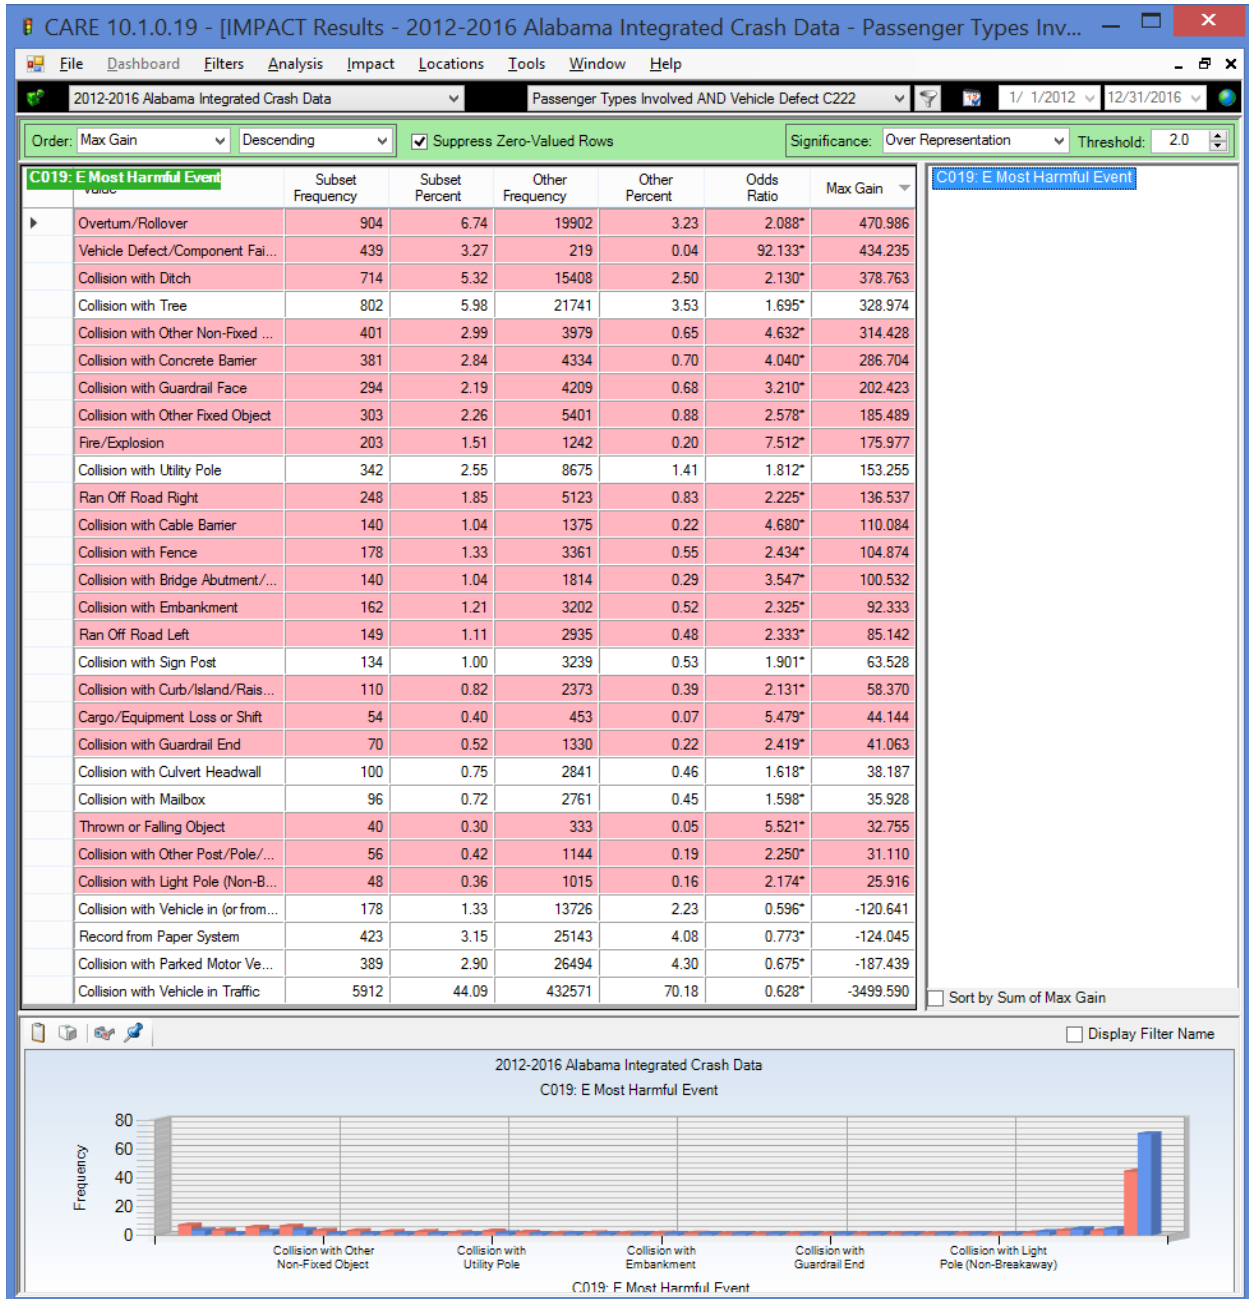 CARE 10.1.0.19 - [IMPACT Results - 2012-2016 Alabama Integrated Crash Data - Passenger Types Inv...
File Dashboard Filters Analysis Impact Locations Tools Window Help
2012-2016 Alabama Integrated Crash Data Passenger Types Involved AND Vehicle Defect C222 1/ 1/2012 12/31/2016
Order: Max Gain Descending Suppress Zero-Valued Rows Significance: Over Representation Threshold: 2.0
C019: E Most Harmful Event Subset Frequency Subset Percent Other Frequency Other Percent Odds Ratio Max Gain C019: E Most Harmful Event
Overturn/Rollover 904 6.74 19902 3.23 2.088* 470.986
Vehicle Defect/Component Fai... 439 3.27 219 0.04 92.133* 434.235
Collision with Ditch 714 5.32 15408 2.50 2.130* 378.763
Collision with Tree 802 5.98 21741 3.53 1.695* 328.974
Collision with Other Non-Fixed ... 401 2.99 3979 0.65 4.632* 314.428
Collision with Concrete Barrier 381 2.84 4334 0.70 4.040* 286.704
Collision with Guardrail Face 294 2.19 4209 0.68 3.210* 202.423
Collision with Other Fixed Object 303 2.26 5401 0.88 2.578* 185.489
Fire/Explosion 203 1.51 1242 0.20 7.512* 175.977
Collision with Utility Pole 342 2.55 8675 1.41 1.812* 153.255
Ran Off Road Right 248 1.85 5123 0.83 2.225* 136.537
Collision with Cable Barrier 140 1.04 1375 0.22 4.680* 110.084
Collision with Fence 178 1.33 3361 0.55 2.434* 104.874
Collision with Bridge Abutment/... 140 1.04 1814 0.29 3.547* 100.532
Collision with Embankment 162 1.21 3202 0.52 2.325* 92.333
Ran Off Road Left 149 1.11 2935 0.48 2.333* 85.142
Collision with Sign Post 134 1.00 3239 0.53 1.901* 63.528
Collision with Curb/Island/Rais... 110 0.82 2373 0.39 2.131* 58.370
Cargo/Equipment Loss or Shift 54 0.40 453 0.07 5.479* 44.144
Collision with Guardrail End 70 0.52 1330 0.22 2.419* 41.063
Collision with Culvert Headwall 100 0.75 2841 0.46 1.618* 38.187
Collision with Mailbox 96 0.72 2761 0.45 1.598* 35.928
Thrown or Falling Object 40 0.30 333 0.05 5.521* 32.755
Collision with Other Post/Pole/... 56 0.42 1144 0.19 2.250* 31.110
Collision with Light Pole (Non-B... 48 0.36 1015 0.16 2.174* 25.916
Collision with Vehicle in (or from... 178 1.33 13726 2.23 0.596* -120.641
Record from Paper System 423 3.15 25143 4.08 0.773* -124.045
Collision with Parked Motor Ve... 389 2.90 26494 4.30 0.675* -187.439
Collision with Vehicle in Traffic 5912 44.09 432571 70.18 0.628* -3499.590
Sort by Sum of Max Gain
Display Filter Name
2012-2016 Alabama Integrated Crash Data
C019: E Most Harmful Event
80
60
40
20
0
Frequency
Collision with Other Non-Fixed Object
Collision with Utility Pole
Collision with Embankment
Collision with Guardrail End
Collision with Light Pole (Non-Breakaway)
C019: E Most Harmful Event